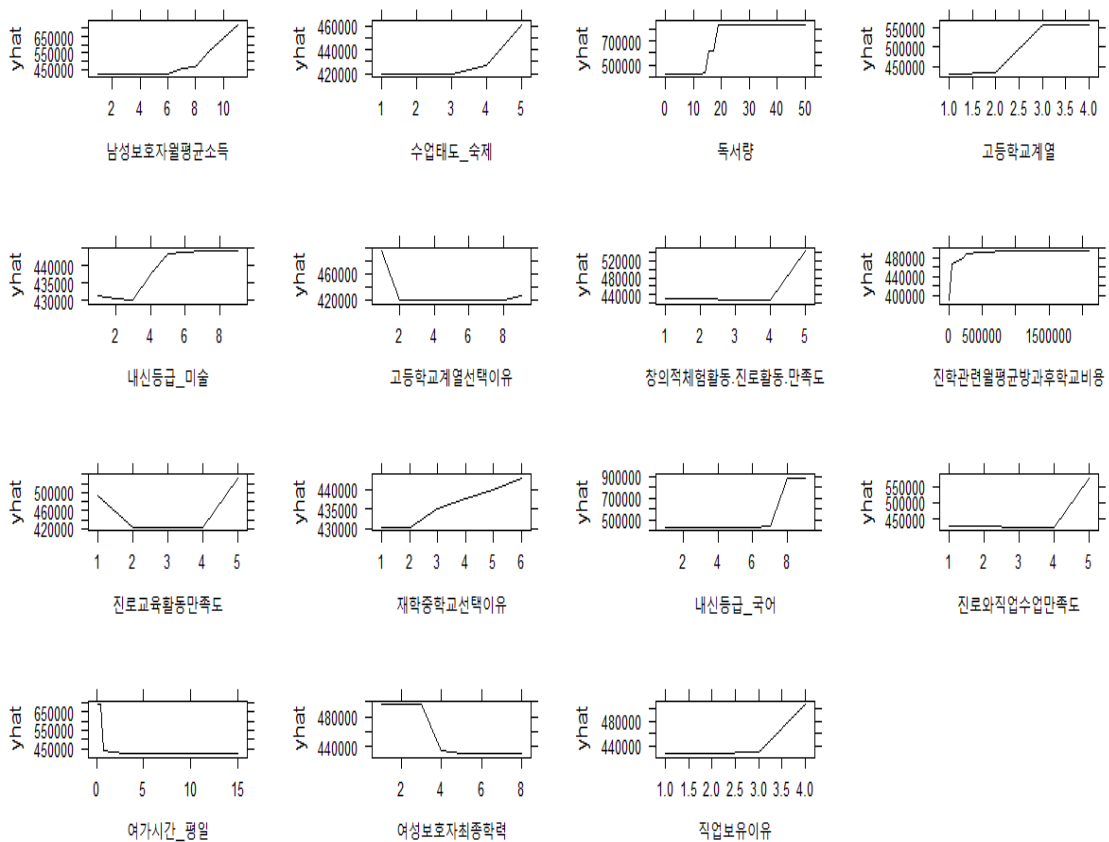 yhat 650000 550000 450000 2 4 6 8 10 남성보호자월평균소득
yhat 460000 450000 440000 430000 420000 1 2 3 4 5 수업태도_숙제
yhat 700000 500000 0 10 20 30 40 50 독서량
yhat 550000 500000 450000 1.0 1.5 2.0 2.5 3.0 3.5 4.0 고등학교계열
yhat 440000 435000 430000 2 4 6 8 내신등급_미술
yhat 460000 420000 2 4 6 8 고등학교계열선택이유
yhat 520000 480000 440000 1 2 3 4 5 창의적체험활동.진로활동.만족도
yhat 480000 440000 400000 0 500000 1500000 진학관련월평균방과후학교비용
yhat 500000 460000 420000 1 2 3 4 5 진로교육활동만족도
yhat 440000 435000 430000 1 2 3 4 5 6 재학중학교선택이유
yhat 900000 800000 700000 600000 500000 2 4 6 8 내신등급_국어
yhat 550000 500000 450000 1 2 3 4 5 진로와직업수업만족도
yhat 650000 550000 450000 0 5 10 15 여가시간_평일
yhat 480000 440000 2 4 6 8 여성보호자최종학력
yhat 480000 440000 1.0 1.5 2.0 2.5 3.0 3.5 4.0 직업보유이유